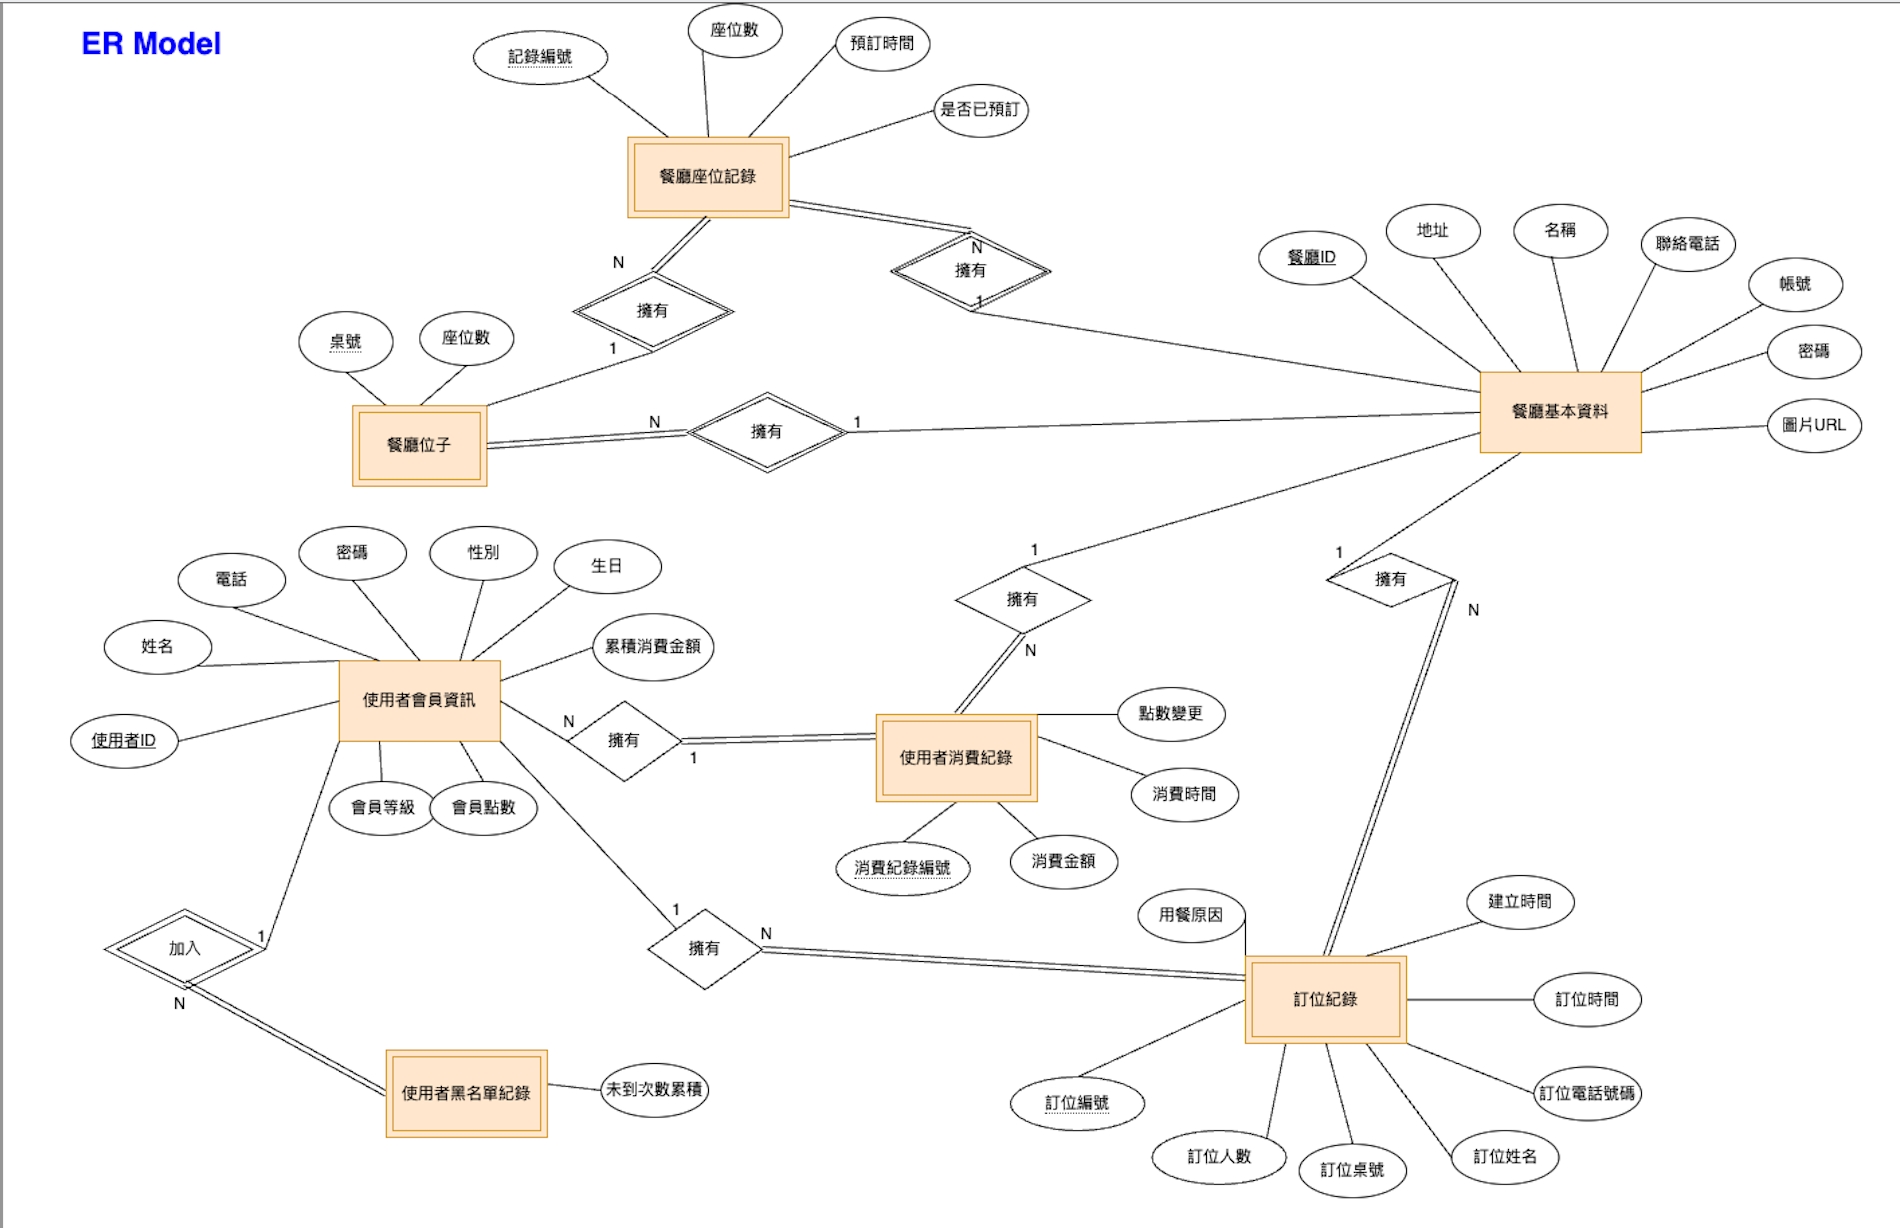 ER Model
記錄編號
座位數
預訂時間
是否已預訂
餐廳座位記錄
N
擁有
1
N
擁有
1
餐廳ID
地址
名稱
聯絡電話
帳號
密碼
圖片URL
餐廳基本資料
桌號
座位數
餐廳位子
N
擁有
1
1
擁有
N
1
擁有
N
電話
密碼
性別
生日
姓名
累積消費金額
使用者ID
使用者會員資訊
會員等級
會員點數
N
擁有
1
使用者消費紀錄
點數變更
消費時間
消費紀錄編號
消費金額
加入
1
N
1
擁有
N
使用者黑名單紀錄
未到次數累積
用餐原因
建立時間
訂位紀錄
訂位時間
訂位編號
訂位電話號碼
訂位人數
訂位桌號
訂位姓名